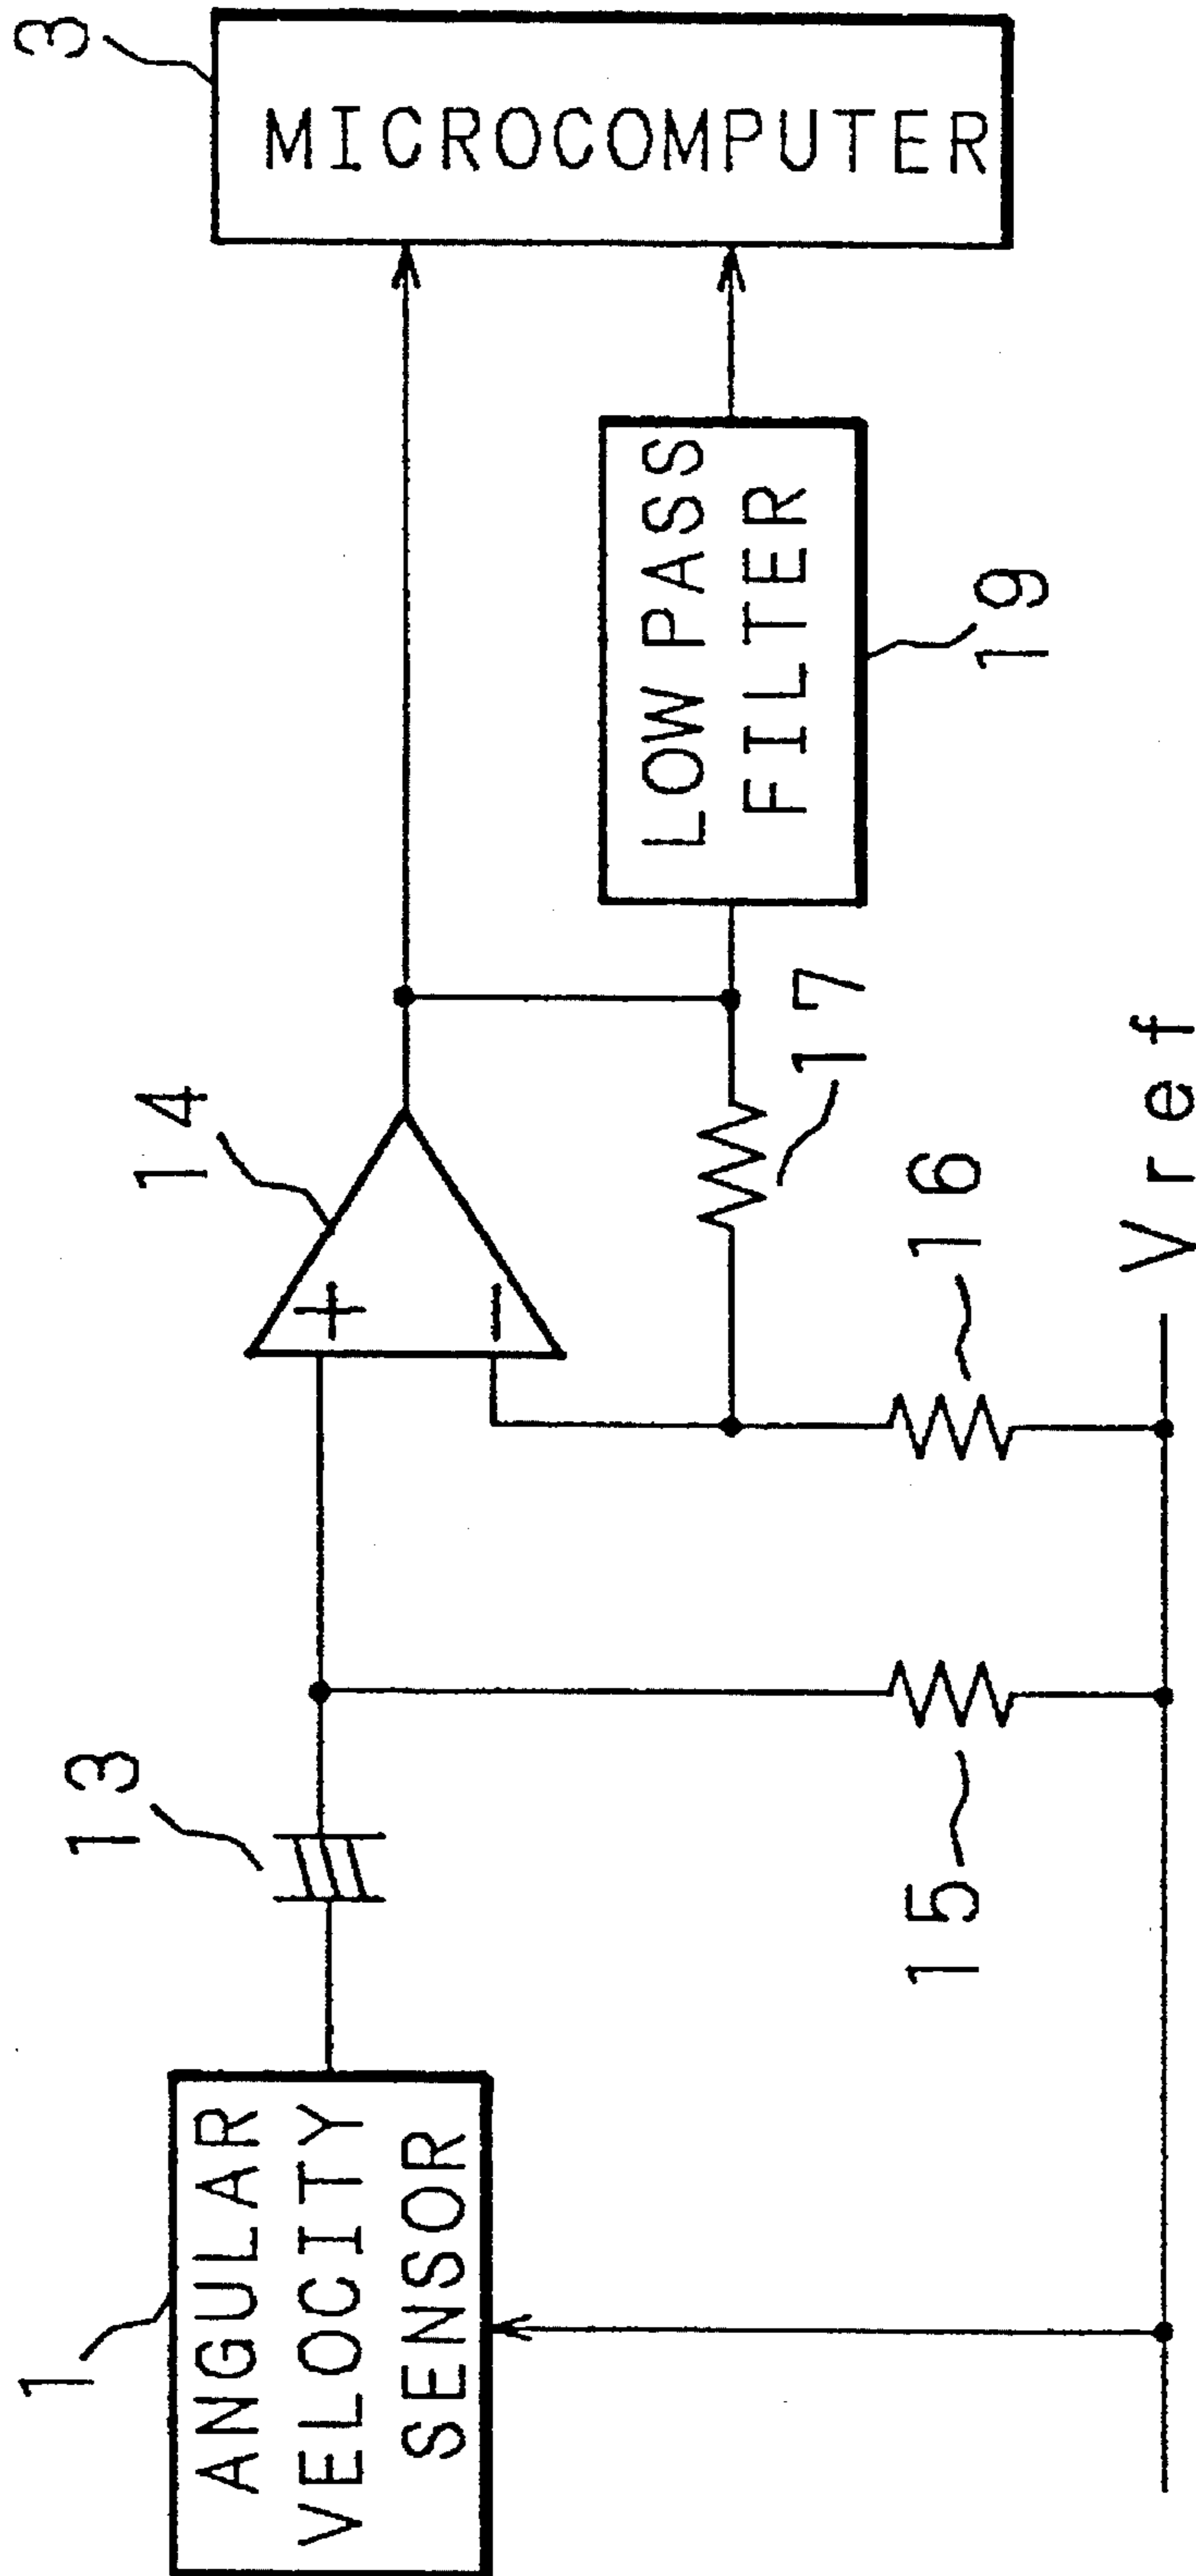 1
ANGULAR
VELOCITY
SENSOR
13
14
+
−
15
16
17
LOW PASS
FILTER
19
3
MICROCOMPUTER
Vref